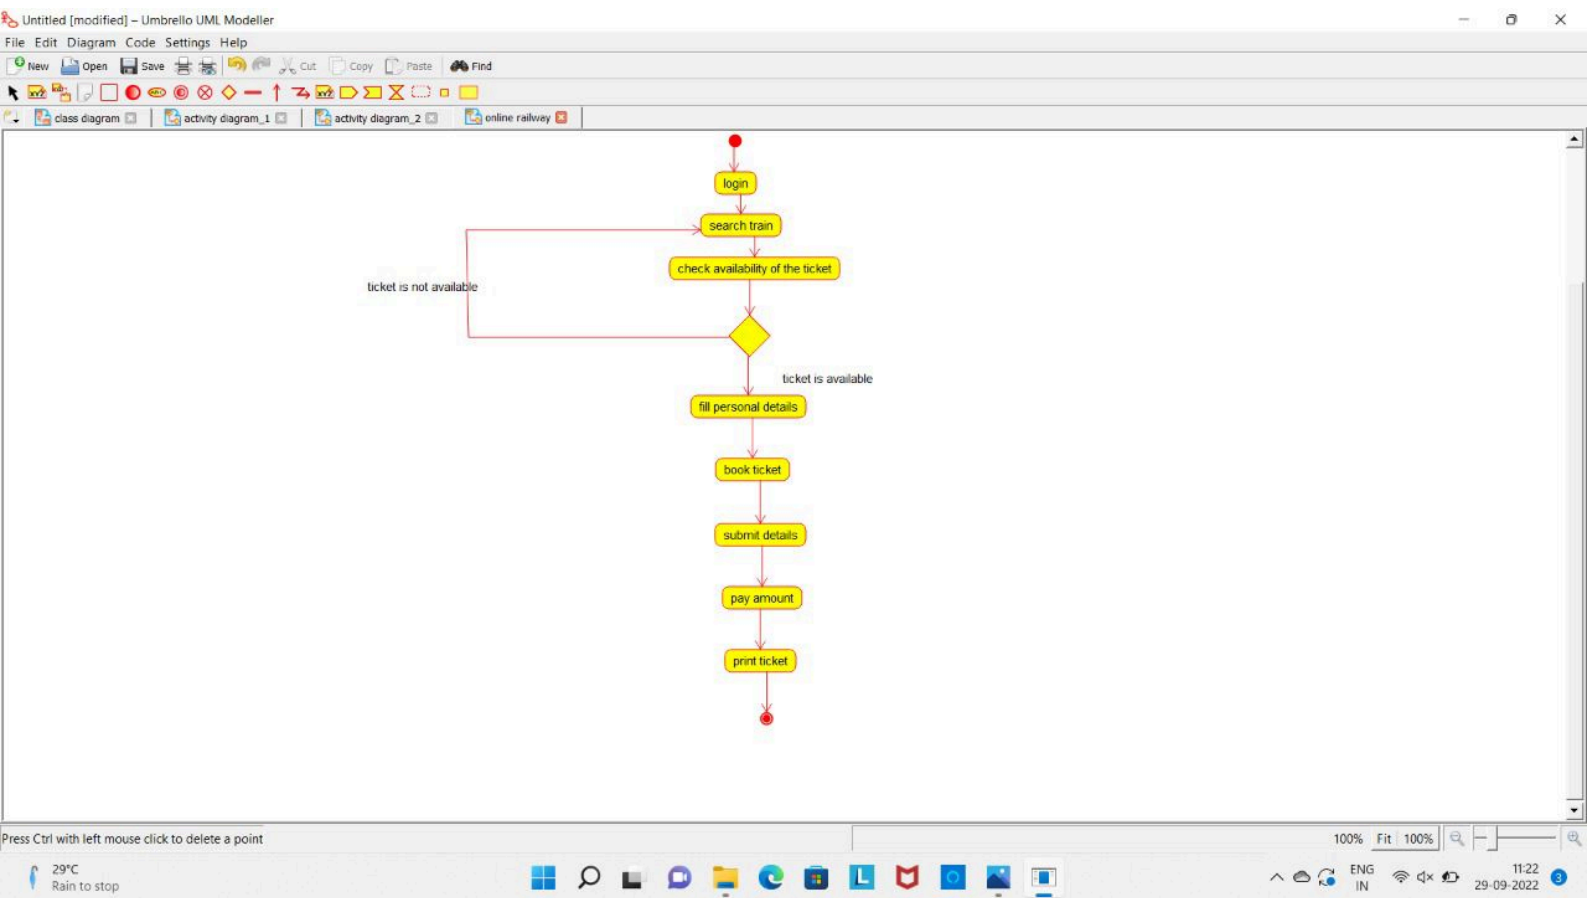 Untitled [modified] – Umbrello UML Modeller
File Edit Diagram Code Settings Help
New Open Save Cut Copy Paste Find
class diagram activity diagram_1 activity diagram_2 online railway
login
search train
check availability of the ticket
ticket is not available
ticket is available
fill personal details
book ticket
submit details
pay amount
print ticket
Press Ctrl with left mouse click to delete a point
100% Fit 100%
29°C
Rain to stop
ENG
IN
11:22
29-09-2022
3